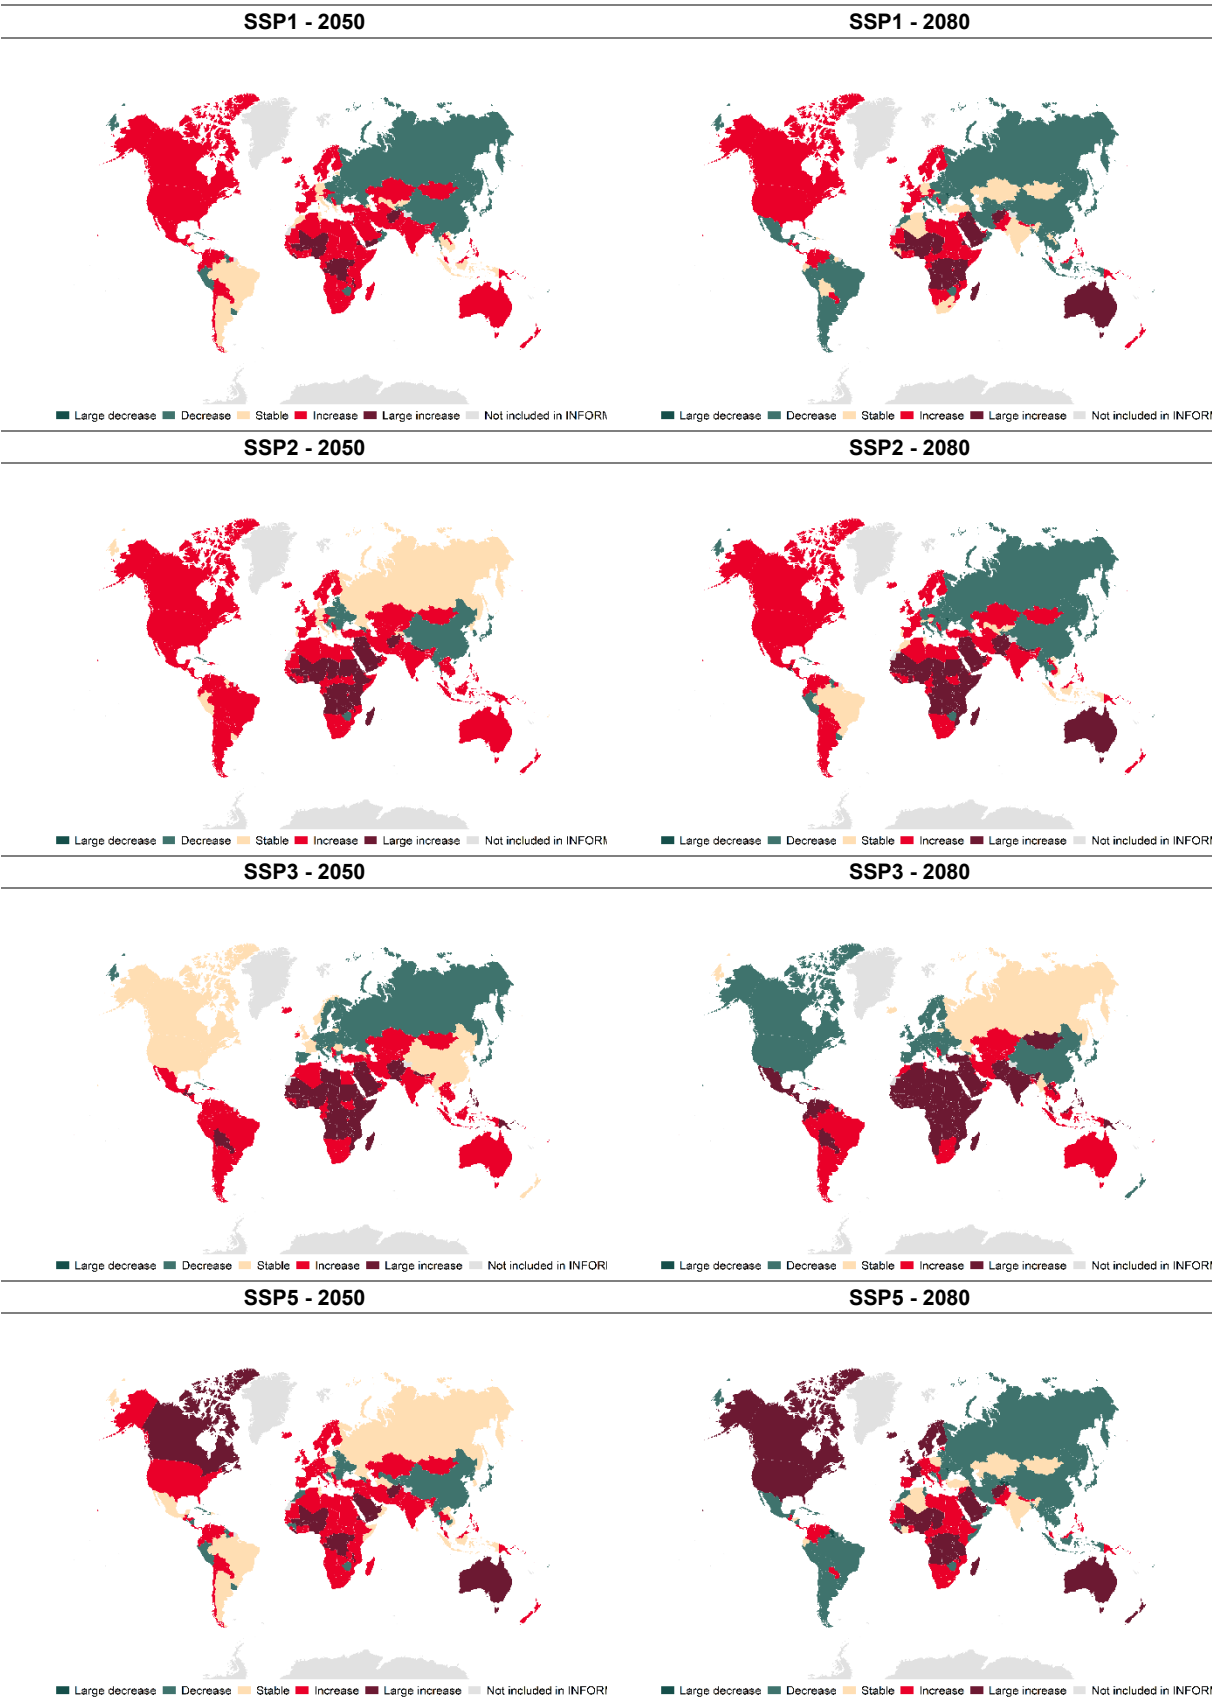 SSP1 - 2050 SSP1 - 2080
Large decrease Decrease Stable Increase Large increase Not included in INFORM Large decrease Decrease Stable Increase Large increase Not included in INFORM
SSP2 - 2050 SSP2 - 2080
Large decrease Decrease Stable Increase Large increase Not included in INFORM Large decrease Decrease Stable Increase Large increase Not included in INFORM
SSP3 - 2050 SSP3 - 2080
Large decrease Decrease Stable Increase Large increase Not included in INFORM Large decrease Decrease Stable Increase Large increase Not included in INFORM
SSP5 - 2050 SSP5 - 2080
Large decrease Decrease Stable Increase Large increase Not included in INFORM Large decrease Decrease Stable Increase Large increase Not included in INFORM